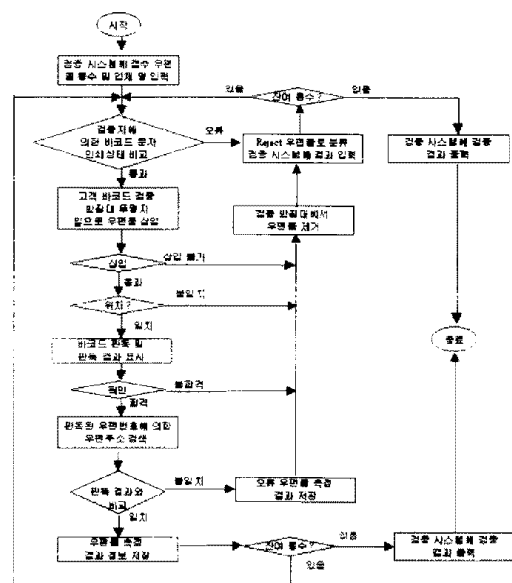 시작
검증 시스템에 접수 우편
물 통수 및 업체 명 입력
있음
잔여 통수?
없음
검증자에
의한 바코드 문자
인쇄상태 비교
오류
Reject 우편물로 분류
검증 시스템에 결과 입력
검증 시스템에 검증
결과 출력
통과
고객 바코드 검증
받침대 투명자
밑으로 우편물 삽입
검증 받침대에서
우편물 제거
삽입
삽입 불가
통과
위치?
불일치
일치
종료
바코드 판독 및
판독 결과 표시
확인
불합격
합격
판독된 우편번호에 의한
우편주소 검색
판독 결과와
비교
불일치
오류 우편물 측정
결과 저장
일치
우편물 측정
결과 정보 저장
잔여 통수?
없음
검증 시스템에 검증
결과 출력
있음